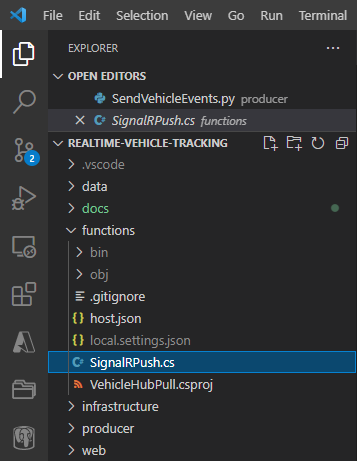 File Edit Selection View Go Run Terminal
EXPLORER
OPEN EDITORS
SendVehicleEvents.py producer
SignalRPush.cs functions
REALTIME-VEHICLE-TRACKING
2
.vscode
data
docs
functions
bin
obj
.gitignore
host.json
{} local.settings.json
SignalRPush.cs
VehicleHubPull.csproj
infrastructure
producer
web